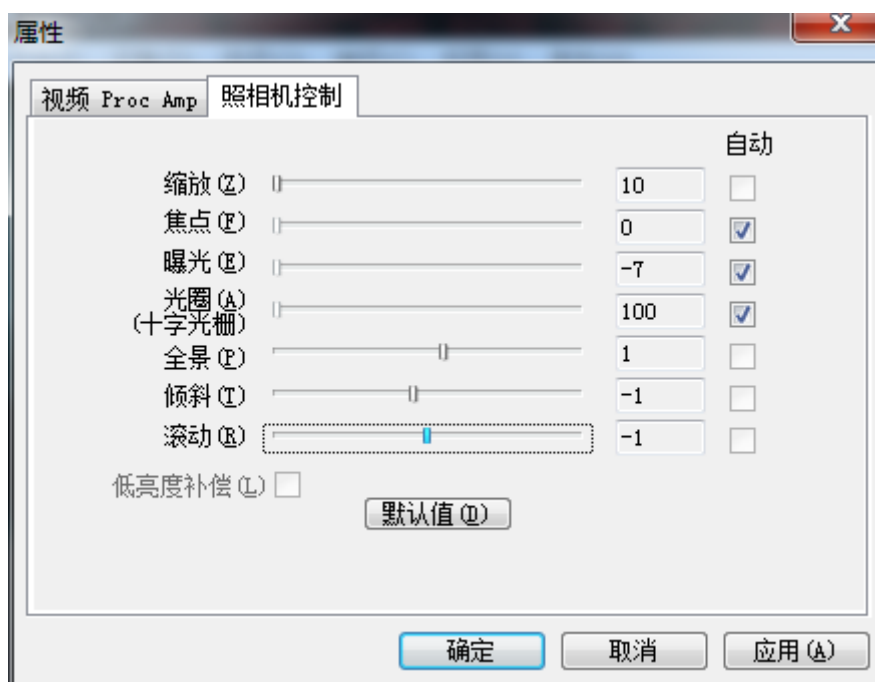 属性
视频 Proc Amp 照相机控制
自动
缩放(Z) 10
焦点(F) 0
曝光(E) -7
光圈(A) 100
(十字光栅)
全景(P) 1
倾斜(T) -1
滚动(R) -1
低亮度补偿(L)
默认值(D)
确定 取消 应用(A)